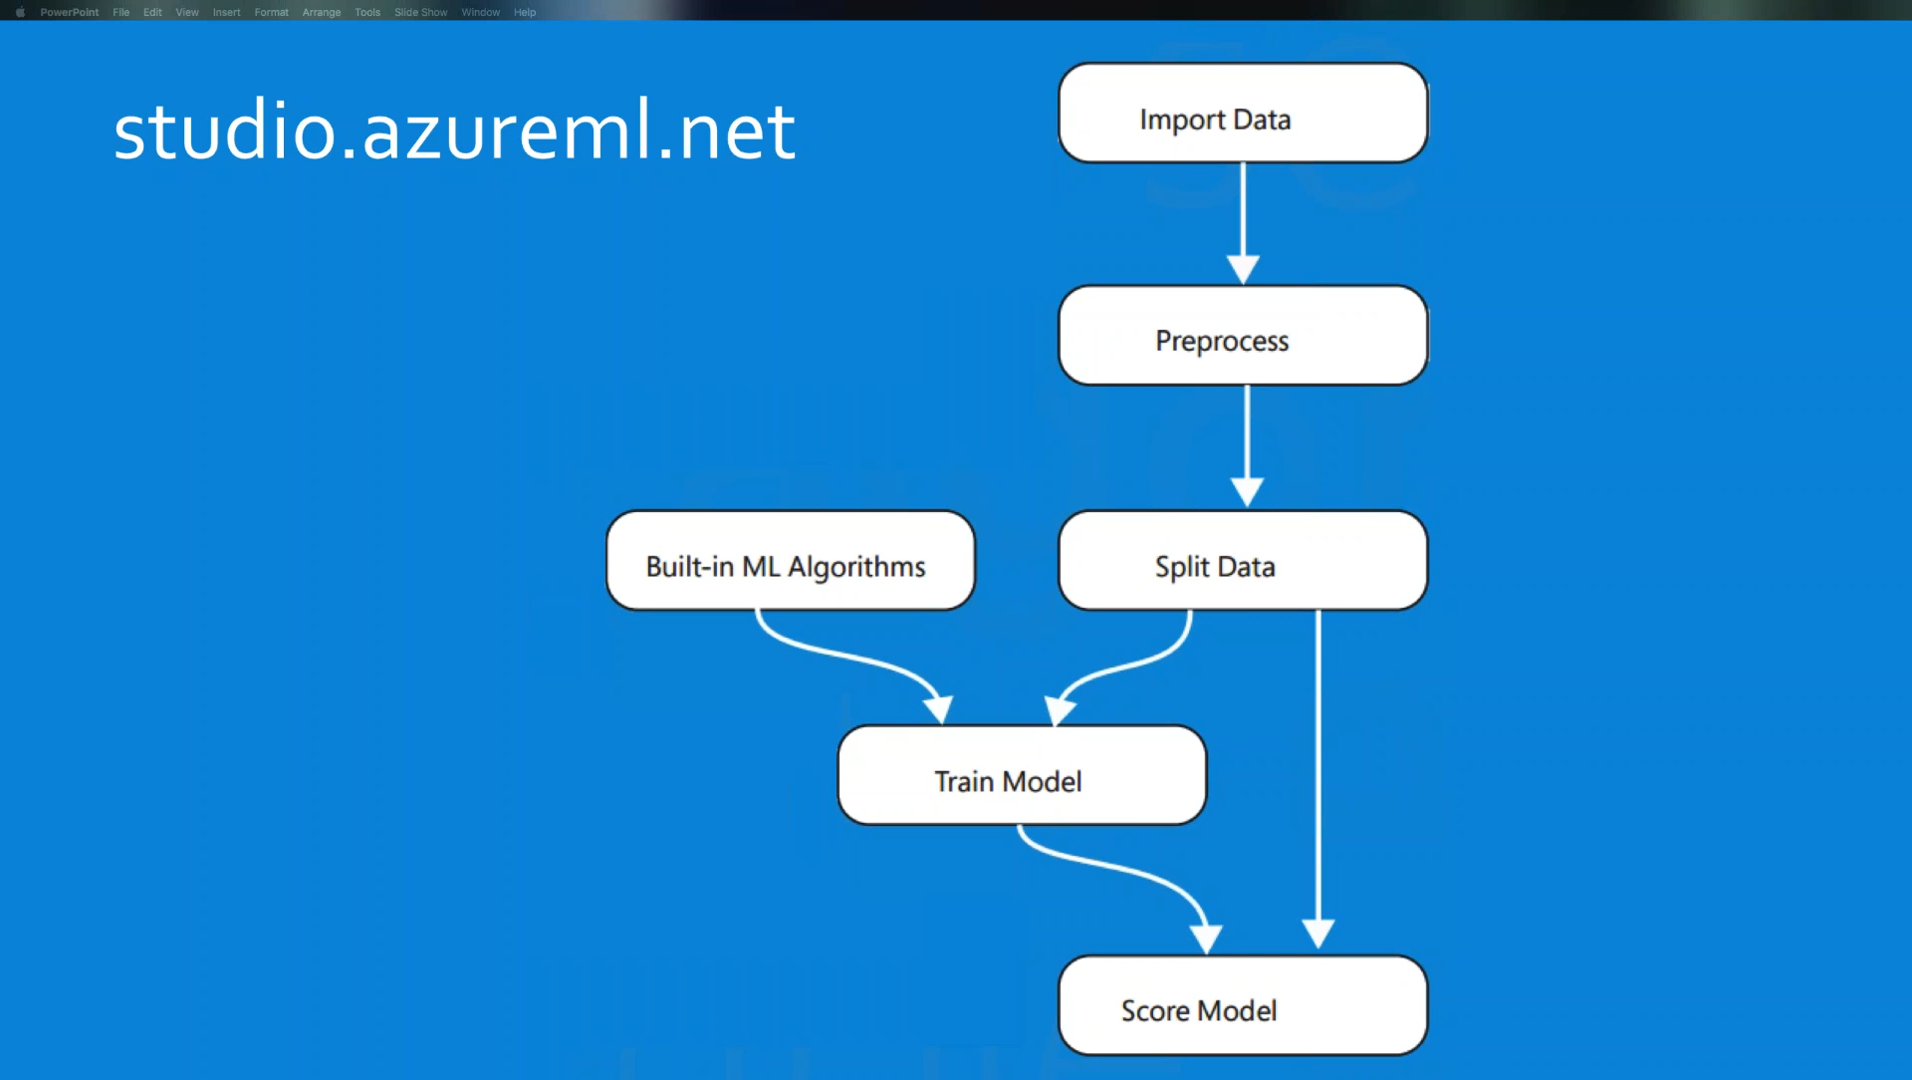 PowerPoint File Edit View Insert Format Arrange Tools Slide Show Window Help
studio.azureml.net
Import Data
Preprocess
Built-in ML Algorithms
Split Data
Train Model
Score Model